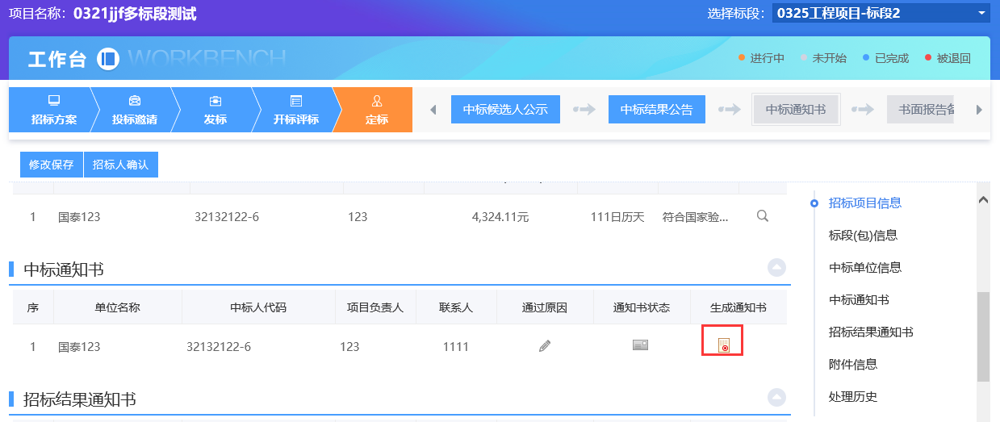 项目名称：0321jjf多标段测试
选择标段：0325工程项目-标段2
工作台 WORKBENCH
进行中 未开始 已完成 被退回
招标方案 投标邀请 发标 开标评标 定标
中标候选人公示 中标结果公告 中标通知书 书面报告
修改保存 招标人确认
1 国泰123 32132122-6 123 4,324.11元 111日历天 符合国家验...
中标通知书
序 单位名称 中标人代码 项目负责人 联系人 通过原因 通知书状态 生成通知书
1 国泰123 32132122-6 123 1111
招标结果通知书
招标项目信息
标段(包)信息
中标单位信息
中标通知书
招标结果通知书
附件信息
处理历史